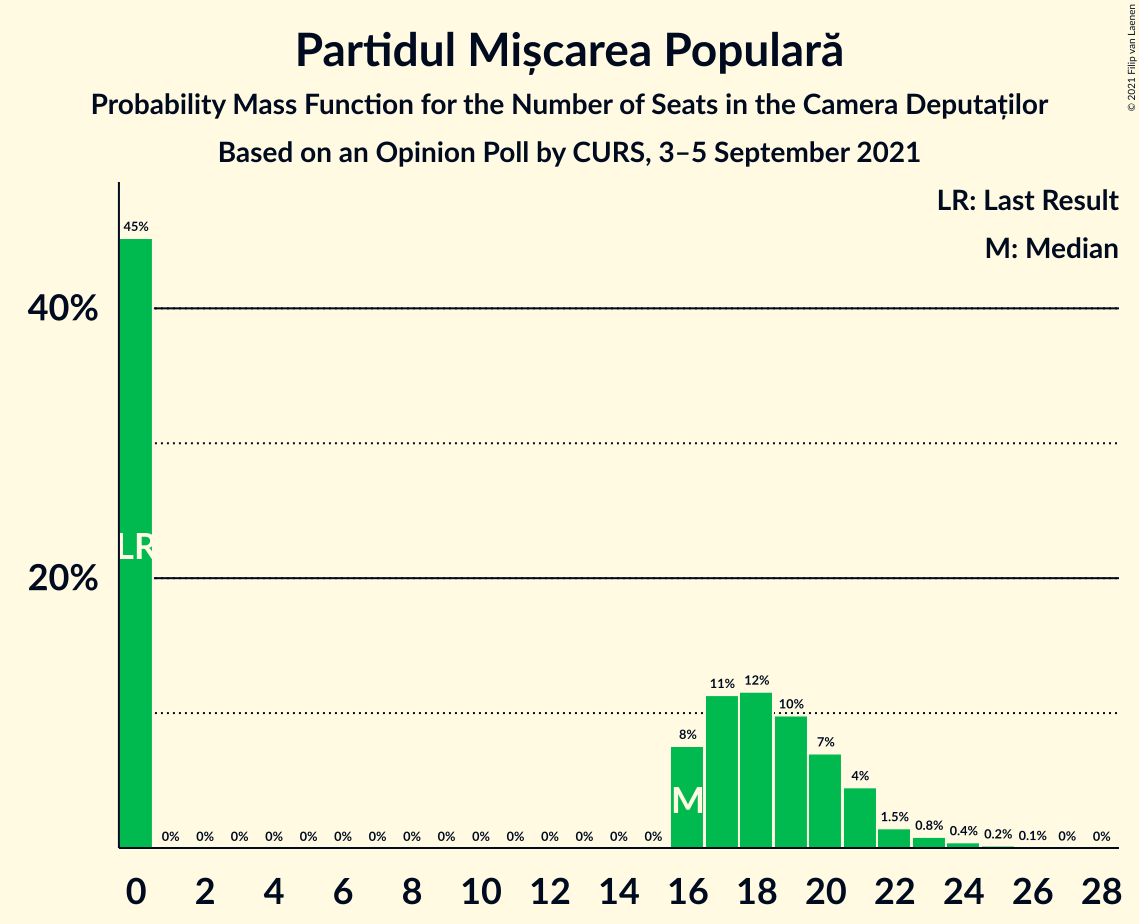 Partidul Mișcarea Populară
Probability Mass Function for the Number of Seats in the Camera Deputaților
Based on an Opinion Poll by CURS, 3–5 September 2021
© 2021 Filip van Laenen
LR: Last Result
M: Median
40%
20%
45%
LR
0% 0% 0% 0% 0% 0% 0% 0% 0% 0% 0% 0% 0% 0% 0%
8% 11% 12% 10% 7% 4% 1.5% 0.8% 0.4% 0.2% 0.1% 0% 0%
M
0 2 4 6 8 10 12 14 16 18 20 22 24 26 28